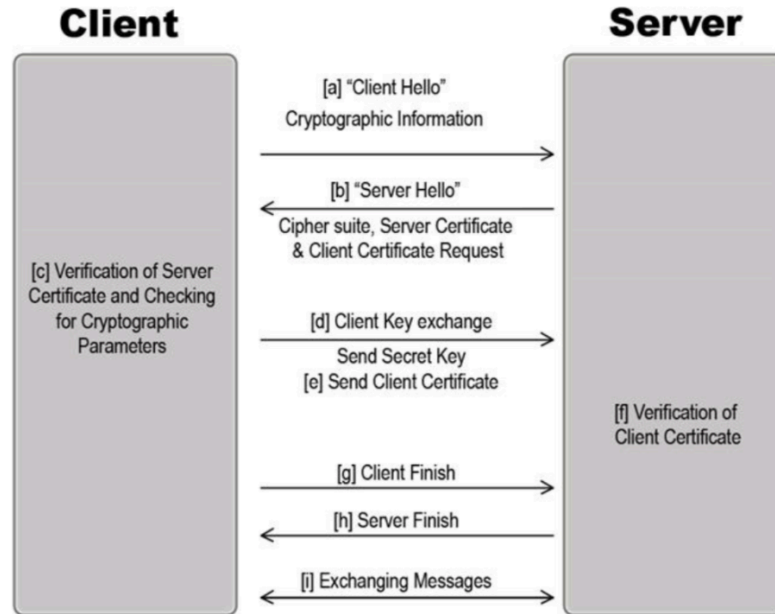 Client
Server
[a] “Client Hello”
Cryptographic Information
[b] “Server Hello”
Cipher suite, Server Certificate
& Client Certificate Request
[c] Verification of Server
Certificate and Checking
for Cryptographic
Parameters
[d] Client Key exchange
Send Secret Key
[e] Send Client Certificate
[f] Verification of
Client Certificate
[g] Client Finish
[h] Server Finish
[i] Exchanging Messages